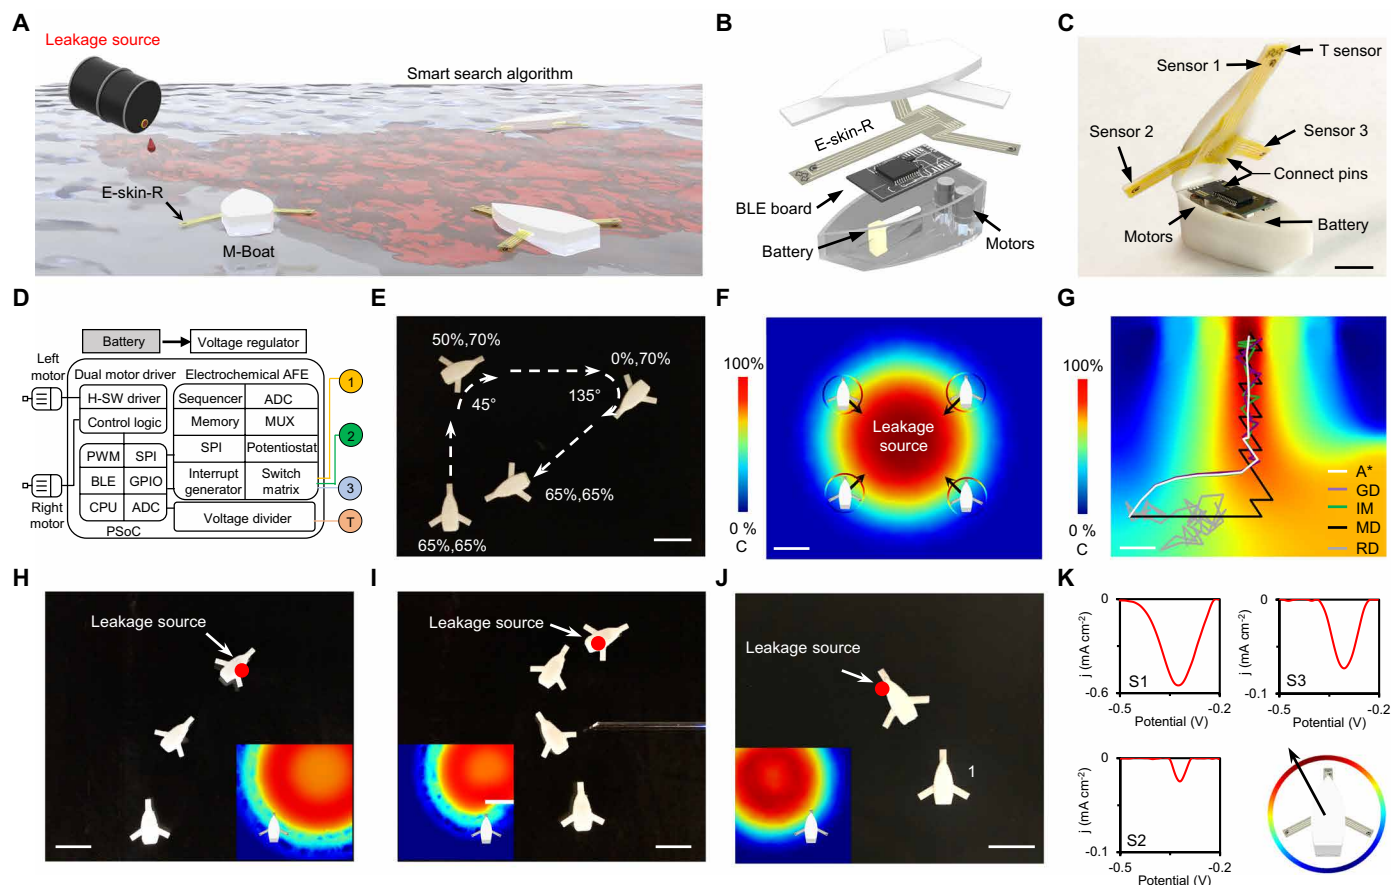 A
Leakage source
Smart search algorithm
E-skin-R
M-Boat
B
E-skin-R
BLE board
Battery
Motors
C
T sensor
Sensor 1
Sensor 2
Sensor 3
Connect pins
Motors
Battery
D
Battery
Voltage regulator
Left
motor
Dual motor driver
Electrochemical AFE
H-SW driver
Control logic
PWM
SPI
BLE
GPIO
CPU
ADC
PSoC
Right
motor
Sequencer
ADC
Memory
MUX
SPI
Potentiostat
Interrupt
generator
Switch
matrix
Voltage divider
1
2
3
T
E
50%,70%
0%,70%
45°
135°
65%,65%
65%,65%
F
100%
0 %
C
Leakage
source
G
100%
0 %
C
A*
GD
IM
MD
RD
H
Leakage source
I
Leakage source
J
Leakage source
1
K
0
j (mA cm-2)
-0.6
S1
-0.5
-0.2
Potential (V)
0
j (mA cm-2)
-0.1
S3
-0.5
-0.2
Potential (V)
0
j (mA cm-2)
-0.1
S2
-0.5
-0.2
Potential (V)